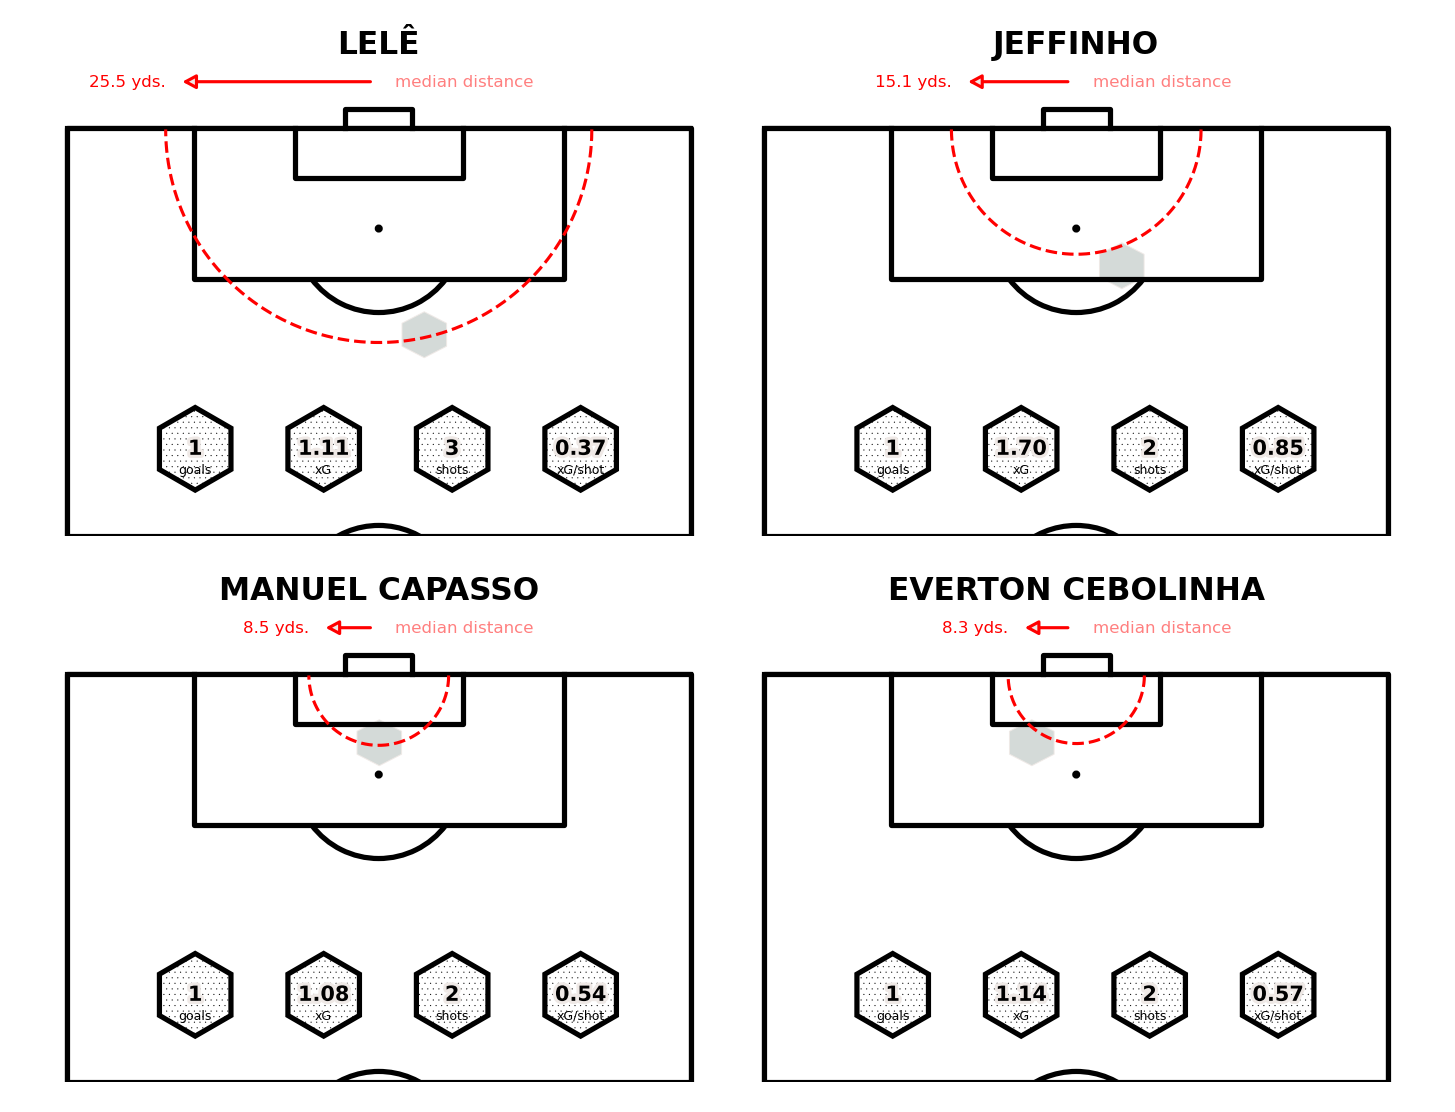 LELÊ
25.5 yds. median distance
1 1.11 3 0.37
goals xG shots xG/shot
JEFFINHO
15.1 yds. median distance
1 1.70 2 0.85
goals xG shots xG/shot
MANUEL CAPASSO
8.5 yds. median distance
1 1.08 2 0.54
goals xG shots xG/shot
EVERTON CEBOLINHA
8.3 yds. median distance
1 1.14 2 0.57
goals xG shots xG/shot